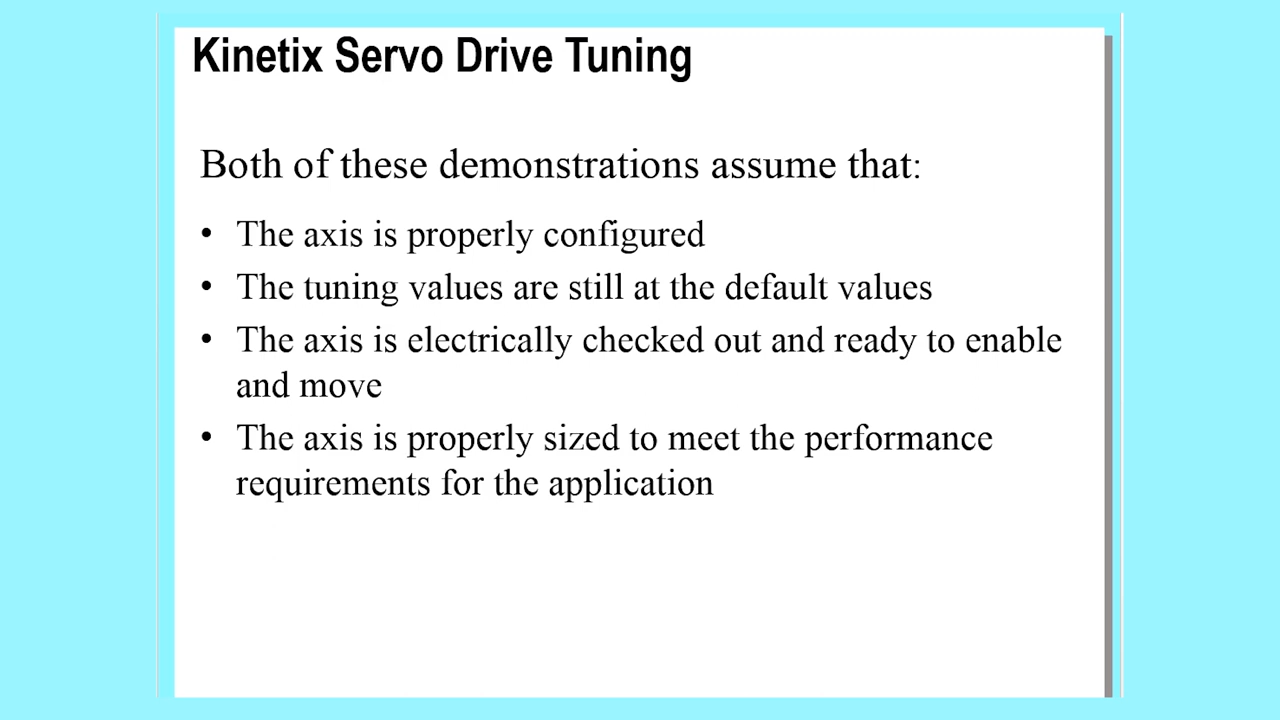 Kinetix Servo Drive Tuning
Both of these demonstrations assume that:
• The axis is properly configured
• The tuning values are still at the default values
• The axis is electrically checked out and ready to enable
and move
• The axis is properly sized to meet the performance
requirements for the application